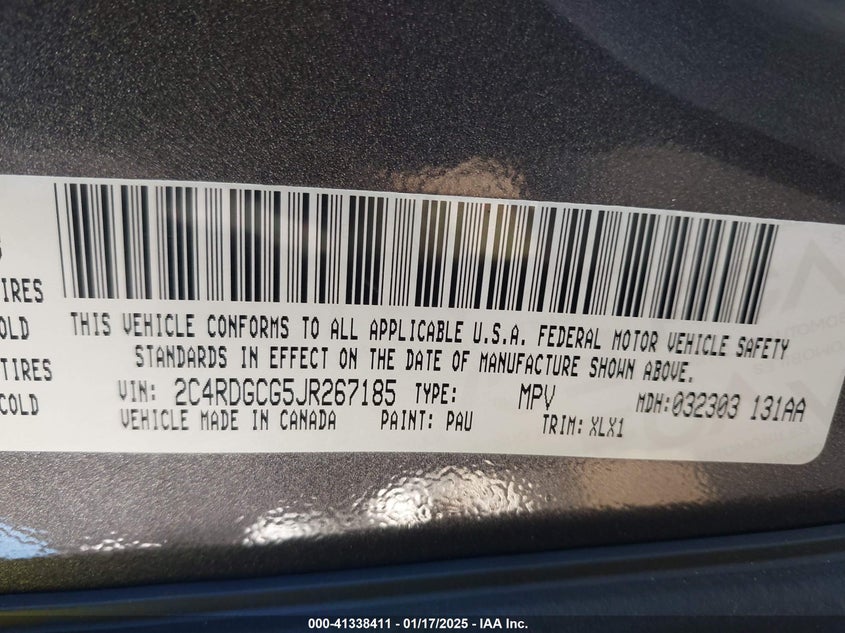 IRES
OLD
TIRES
COLD
THIS VEHICLE CONFORMS TO ALL APPLICABLE U.S.A. FEDERAL MOTOR VEHICLE SAFETY
STANDARDS IN EFFECT ON THE DATE OF MANUFACTURE SHOWN ABOVE.
VIN: 2C4RDGCG5JR267185 TYPE: MPV MDH:032303 131AA
VEHICLE MADE IN CANADA PAINT: PAU TRIM: XLX1
000-41338411 — 01/17/2025 - IAA Inc.